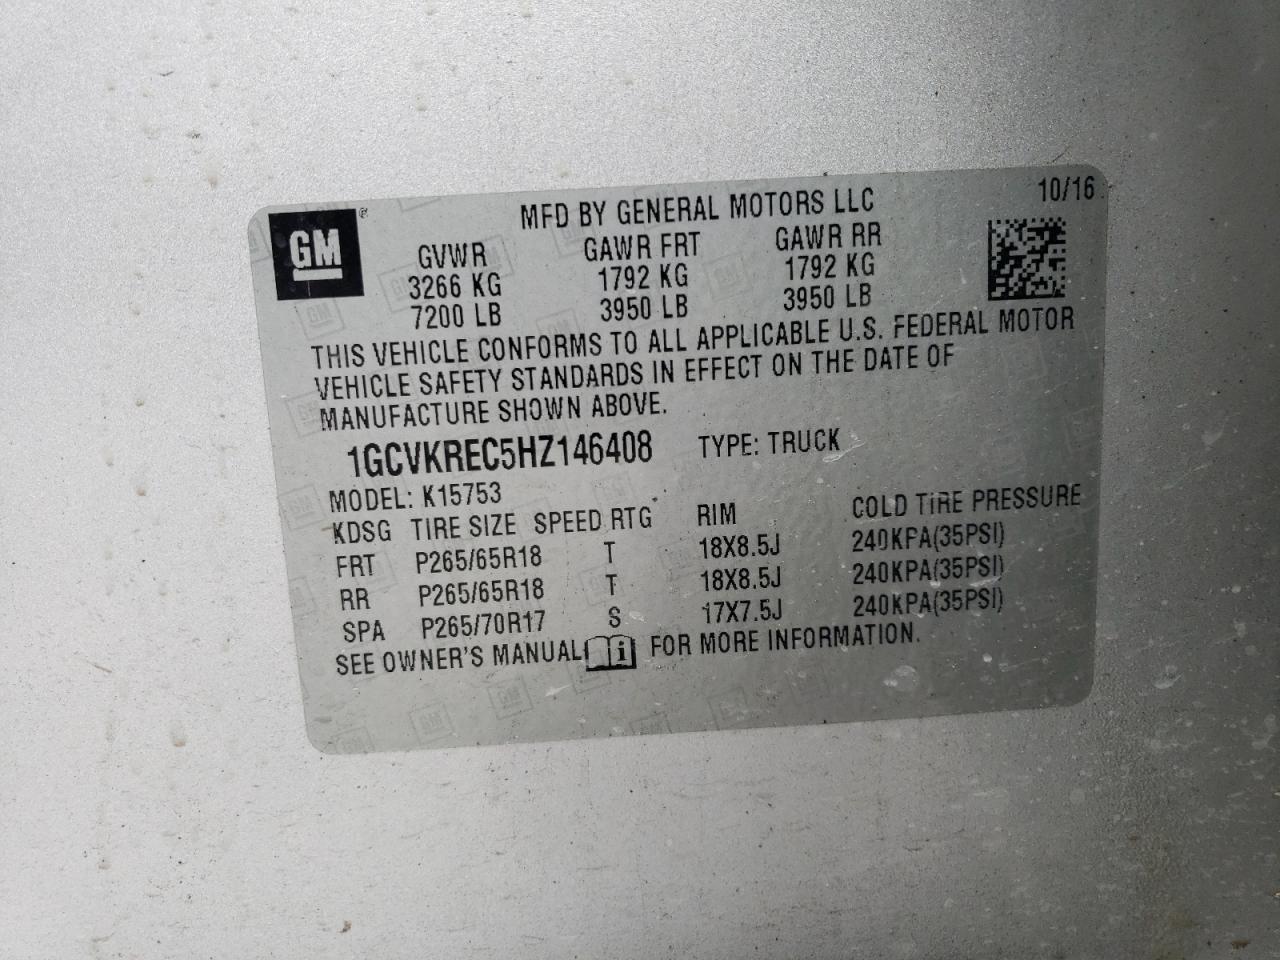 MFD BY GENERAL MOTORS LLC 10/16
GM ®
GVWR GAWR FRT GAWR RR
3266 KG 1792 KG 1792 KG
7200 LB 3950 LB 3950 LB
THIS VEHICLE CONFORMS TO ALL APPLICABLE U.S. FEDERAL MOTOR
VEHICLE SAFETY STANDARDS IN EFFECT ON THE DATE OF
MANUFACTURE SHOWN ABOVE.
1GCVKREC5HZ146408 TYPE: TRUCK
MODEL: K15753
KDSG TIRE SIZE SPEED RTG RIM COLD TIRE PRESSURE
FRT P265/65R18 T 18X8.5J 240KPA(35PSI)
RR P265/65R18 T 18X8.5J 240KPA(35PSI)
SPA P265/70R17 S 17X7.5J 240KPA(35PSI)
SEE OWNER'S MANUAL i FOR MORE INFORMATION.